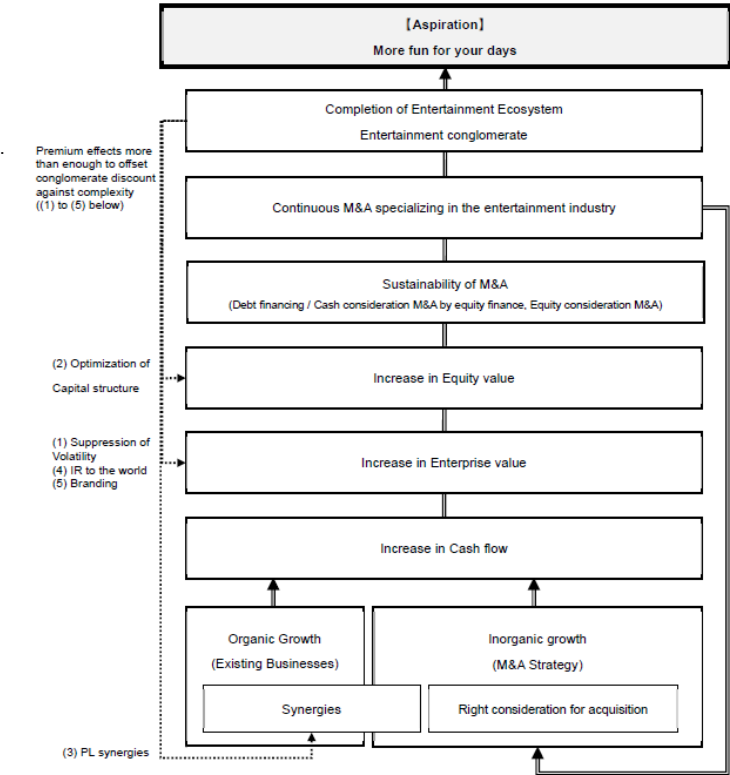 【Aspiration】
More fun for your days
Completion of Entertainment Ecosystem
Entertainment conglomerate
Premium effects more
than enough to offset
conglomerate discount
against complexity
((1) to (5) below)
Continuous M&A specializing in the entertainment industry
Sustainability of M&A
(Debt financing / Cash consideration M&A by equity finance, Equity consideration M&A)
(2) Optimization of
Capital structure
Increase in Equity value
(1) Suppression of
Volatility
(4) IR to the world
(5) Branding
Increase in Enterprise value
Increase in Cash flow
Organic Growth
(Existing Businesses)
Inorganic growth
(M&A Strategy)
Synergies
Right consideration for acquisition
(3) PL synergies